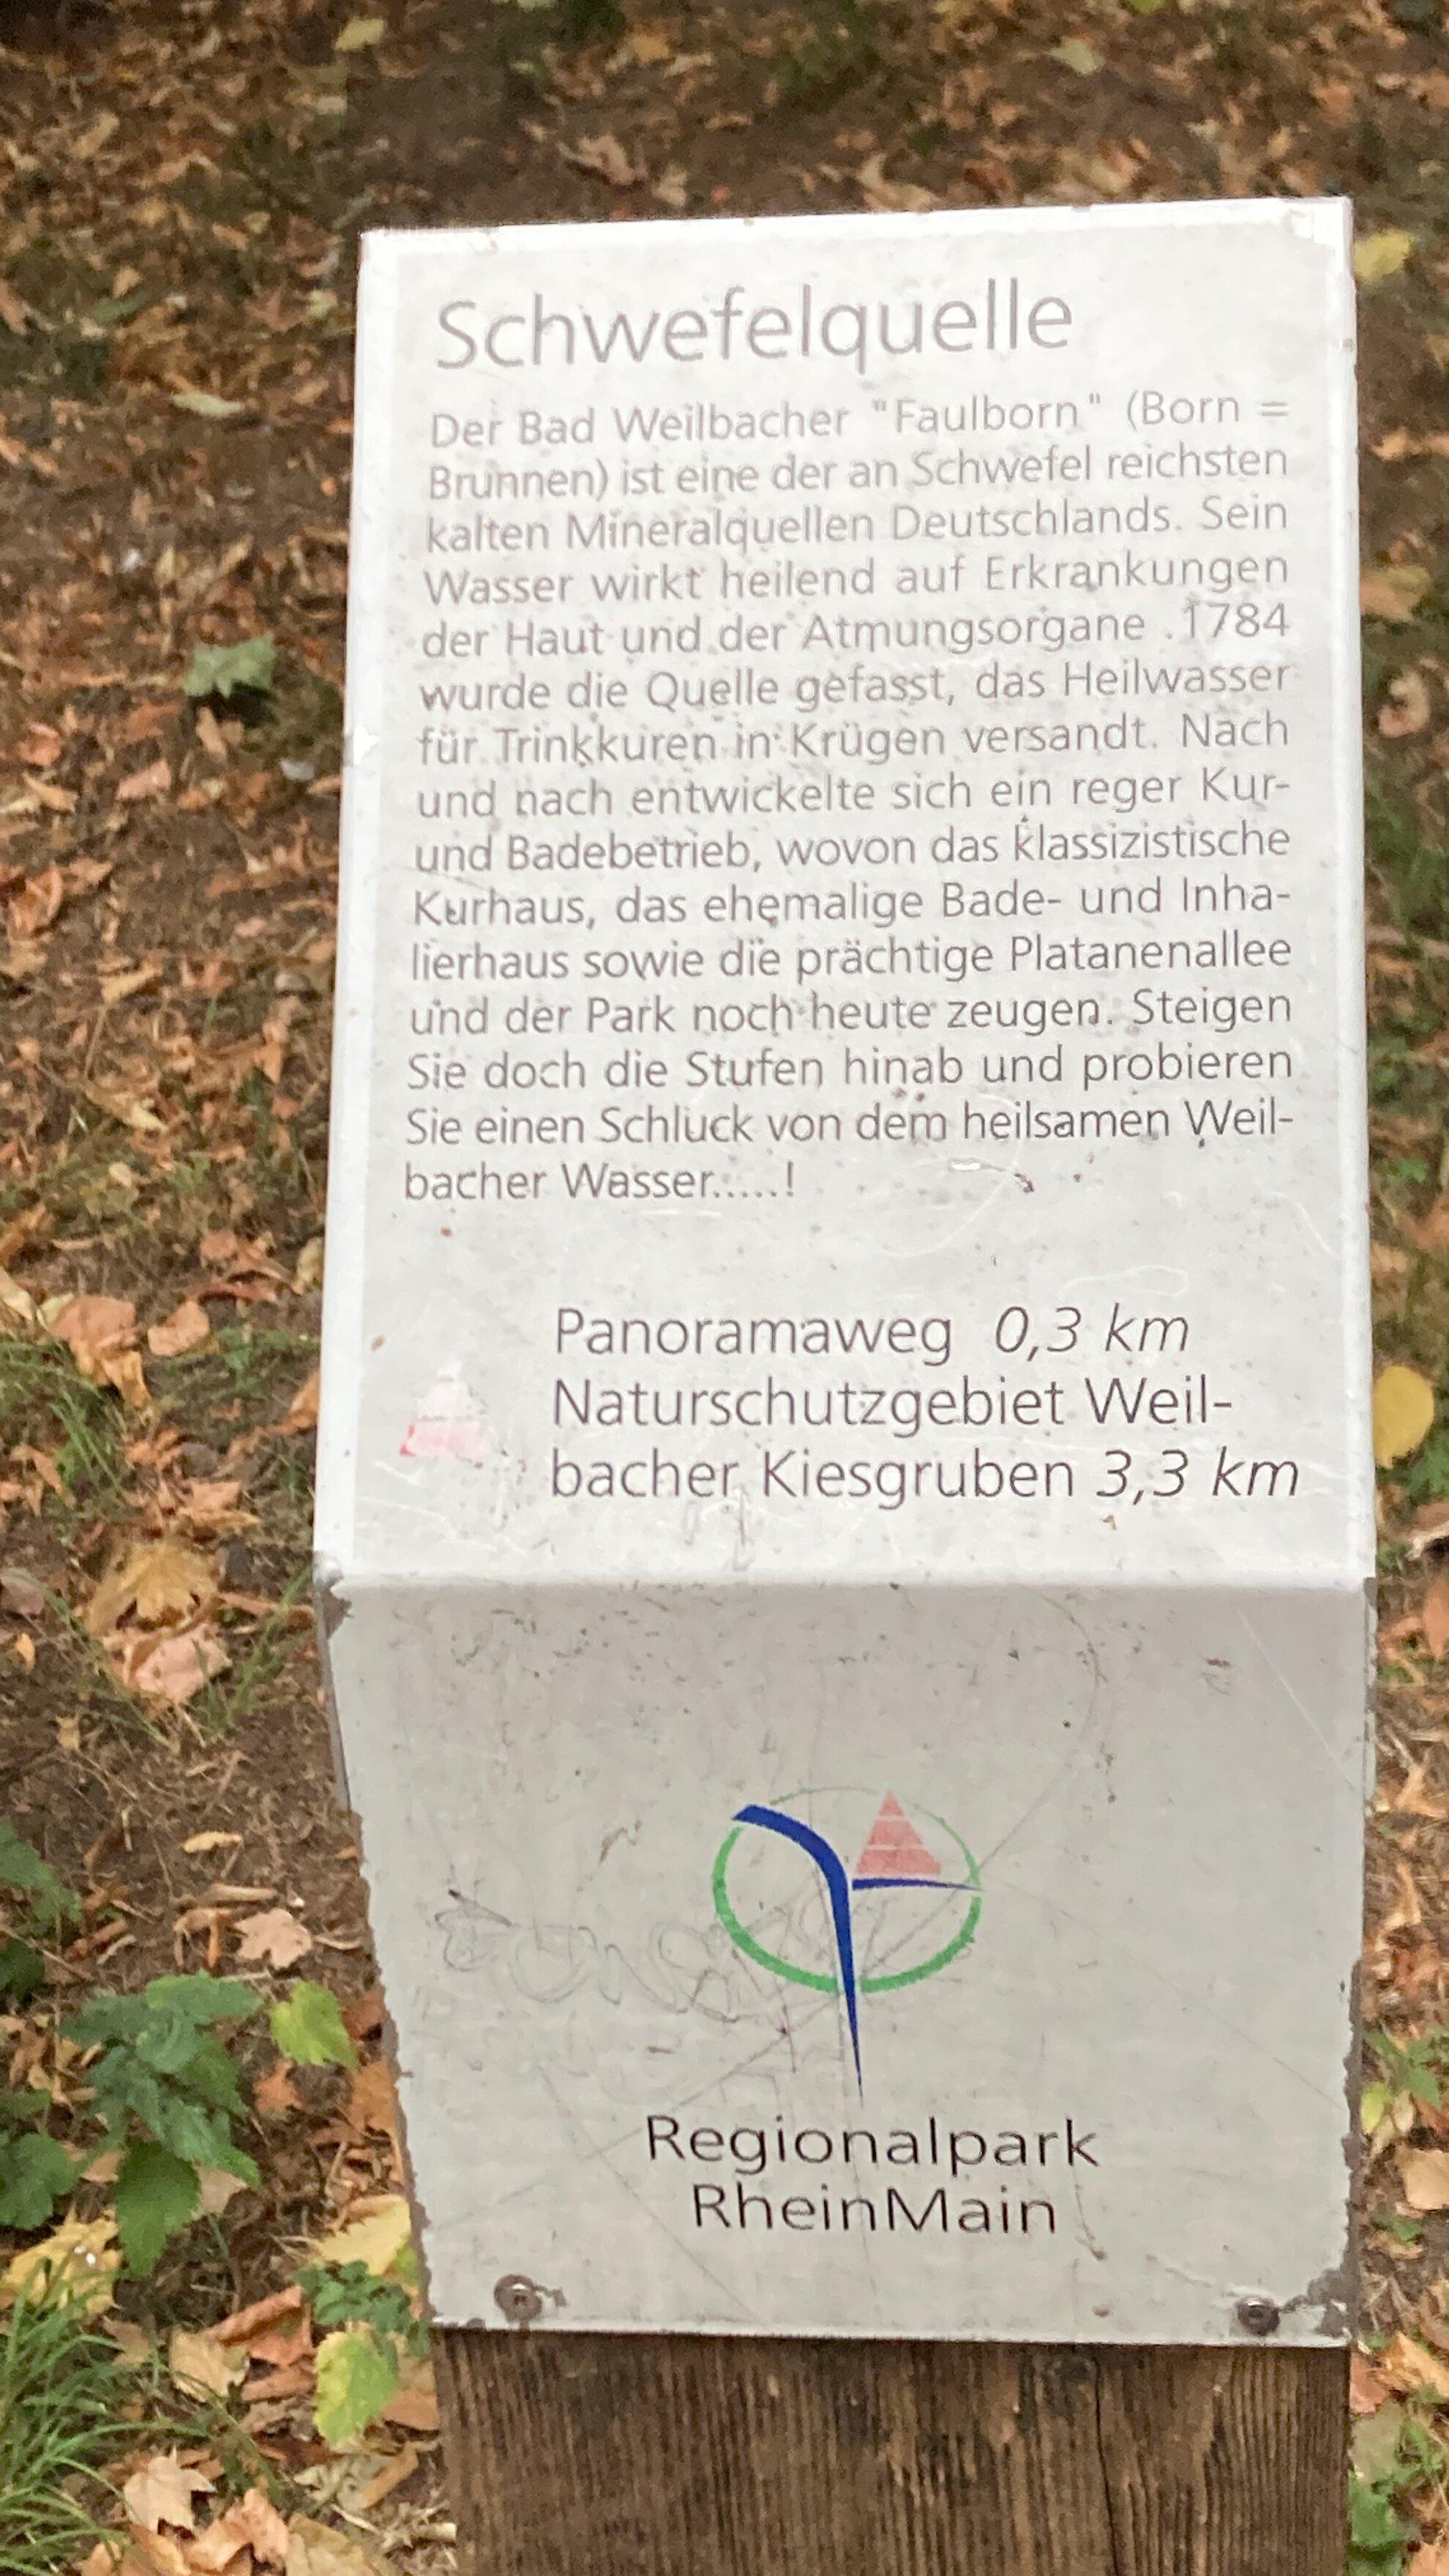 Schwefelquelle
Der Bad Weilbacher "Faulborn" (Born =
Brunnen) ist eine der an Schwefel reichsten
kalten Mineralquellen Deutschlands. Sein
Wasser wirkt heilend auf Erkrankungen
der Haut und der Atmungsorgane .1784
wurde die Quelle gefasst, das Heilwasser
für Trinkkuren in Krügen versandt. Nach
und nach entwickelte sich ein reger Kur-
und Badebetrieb, wovon das klassizistische
Kurhaus, das ehemalige Bade- und Inha-
lierhaus sowie die prächtige Platanenallee
und der Park noch heute zeugen. Steigen
Sie doch die Stufen hinab und probieren
Sie einen Schluck von dem heilsamen Weil-
bacher Wasser.....!
Panoramaweg 0,3 km
Naturschutzgebiet Weil-
bacher Kiesgruben 3,3 km
Regionalpark
RheinMain